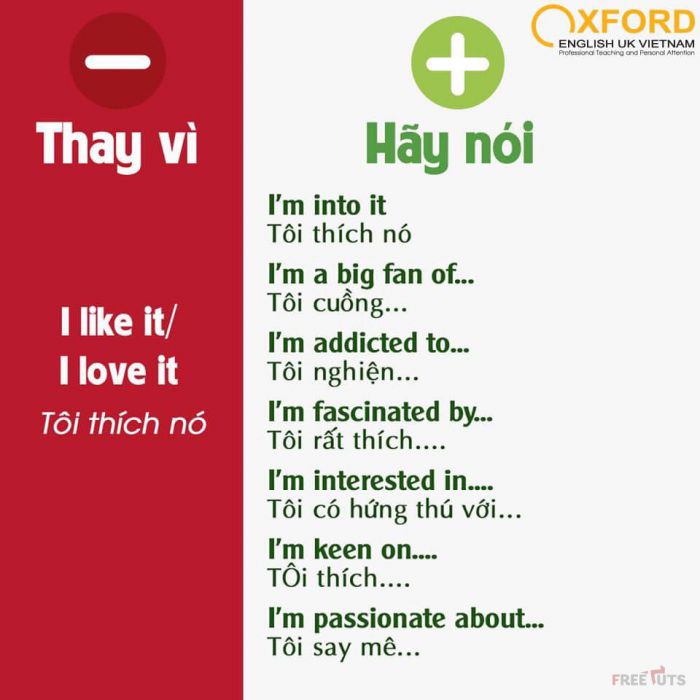 OXFORD
ENGLISH UK VIETNAM
Professional Teaching and Personal Attention
Thay vì
Hãy nói
I like it/
I love it
Tôi thích nó
I'm into it
Tôi thích nó
I'm a big fan of...
Tôi cuồng...
I'm addicted to...
Tôi nghiện...
I'm fascinated by...
Tôi rất thích....
I'm interested in....
Tôi có hứng thú với...
I'm keen on....
TÔi thích....
I'm passionate about...
Tôi say mê...
FREETUTS